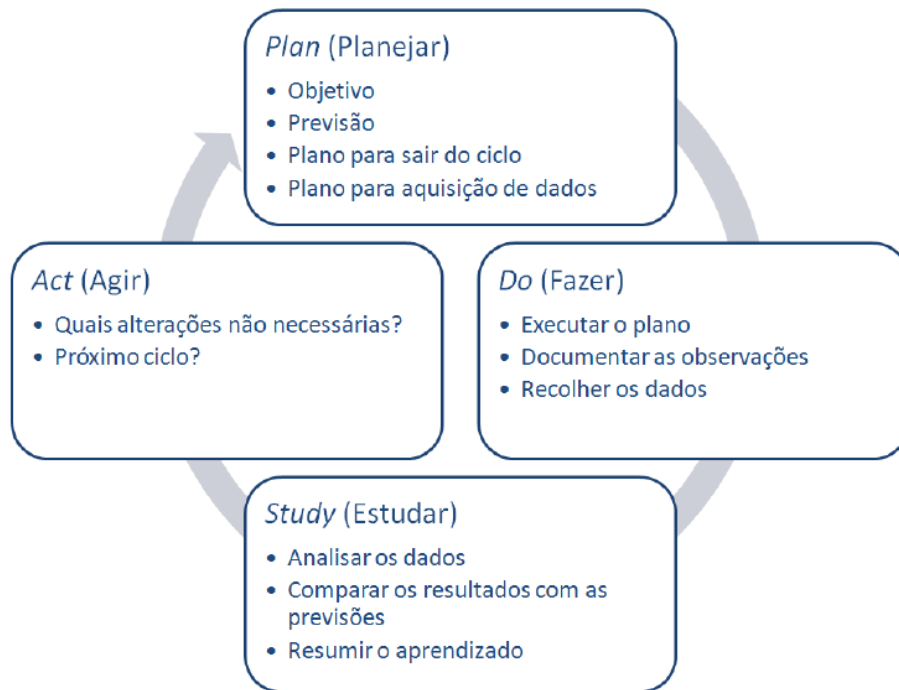 Plan (Planejar)
• Objetivo
• Previsão
• Plano para sair do ciclo
• Plano para aquisição de dados
Do (Fazer)
• Executar o plano
• Documentar as observações
• Recolher os dados
Study (Estudar)
• Analisar os dados
• Comparar os resultados com as
previsões
• Resumir o aprendizado
Act (Agir)
• Quais alterações não necessárias?
• Próximo ciclo?